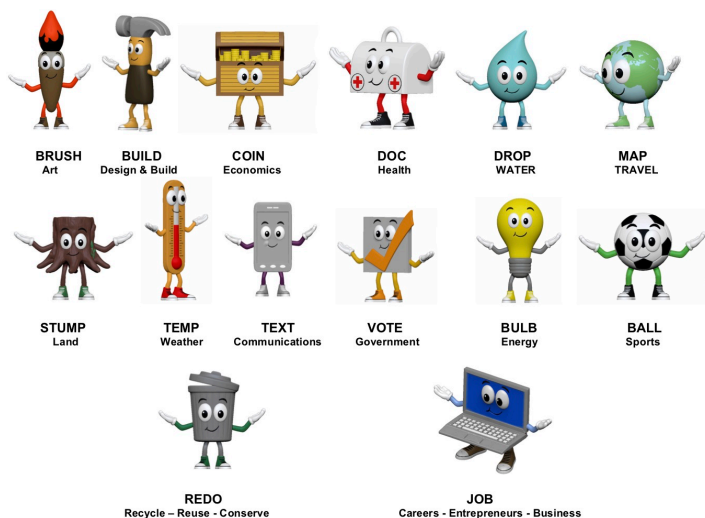 BRUSH
Art
BUILD
Design & Build
COIN
Economics
DOC
Health
DROP
WATER
MAP
TRAVEL
STUMP
Land
TEMP
Weather
TEXT
Communications
VOTE
Government
BULB
Energy
BALL
Sports
REDO
Recycle – Reuse - Conserve
JOB
Careers - Entrepreneurs - Business